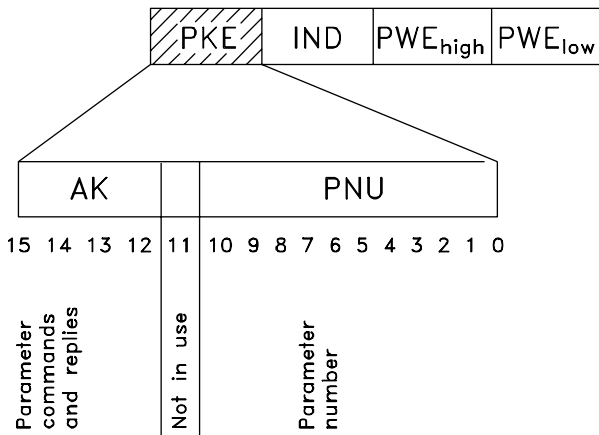 PKE IND PWEhigh PWElow
AK PNU
15 14 13 12 11 10 9 8 7 6 5 4 3 2 1 0
Parameter
commands
and replies
Not in use
Parameter
number